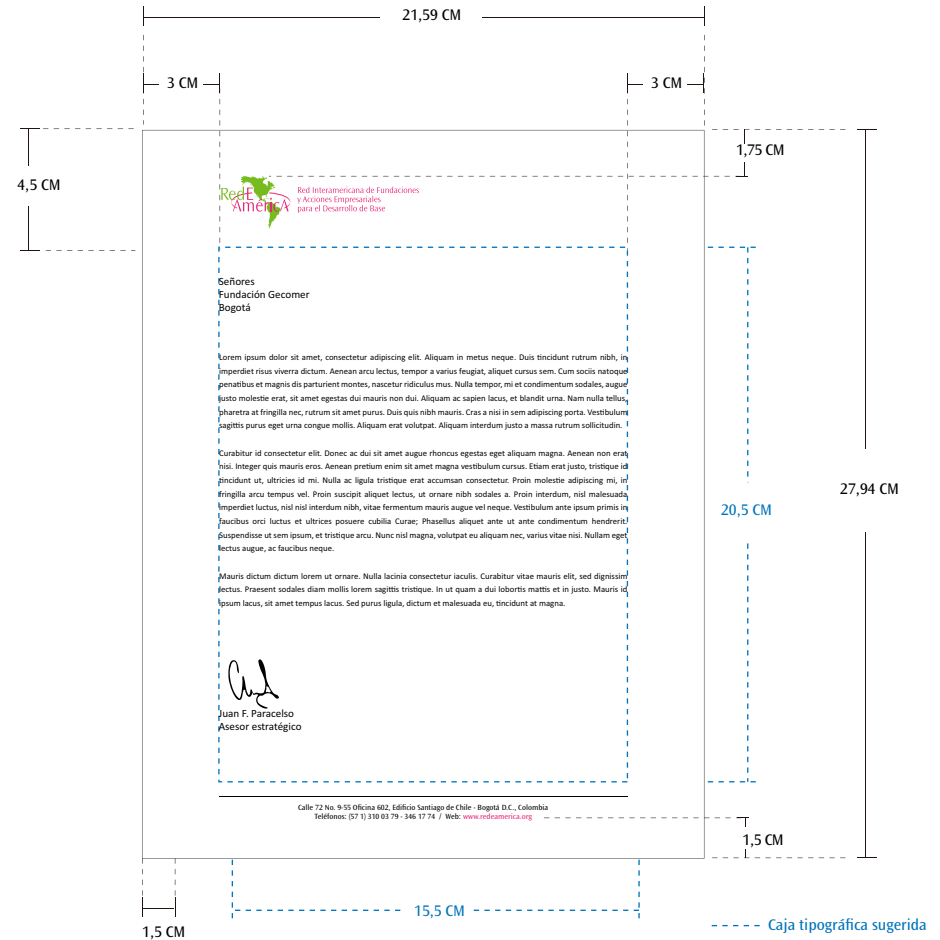 21,59 CM
3 CM
3 CM
1,75 CM
4,5 CM
RedE
AméricA
Red Interamericana de Fundaciones
y Acciones Empresariales
para el Desarrollo de Base
Señores
Fundación Gecomer
Bogotá
Lorem ipsum dolor sit amet, consectetur adipiscing elit. Aliquam in metus neque. Duis tincidunt rutrum nibh, in
imperdiet risus viverra dictum. Aenean arcu lectus, tempor a varius feugiat, aliquet cursus sem. Cum sociis natoque
penatibus et magnis dis parturient montes, nascetur ridiculus mus. Nulla tempor, mi et condimentum sodales, augue
justo molestie erat, sit amet egestas dui mauris non dui. Aliquam ac sapien lacus, et blandit urna. Nam nulla tellus,
pharetra at fringilla nec, rutrum sit amet purus. Duis quis nibh mauris. Cras a nisi in sem adipiscing porta. Vestibulum
sagittis purus eget urna congue mollis. Aliquam erat volutpat. Aliquam interdum justo a massa rutrum sollicitudin.
Curabitur id consectetur elit. Donec ac dui sit amet augue rhoncus egestas eget aliquam magna. Aenean non erat
nisi. Integer quis mauris eros. Aenean pretium enim sit amet magna vestibulum cursus. Etiam erat justo, tristique id
tincidunt ut, ultricies id mi. Nulla ac ligula tristique erat accumsan consectetur. Proin molestie adipiscing mi, in
fringilla arcu tempus vel. Proin suscipit aliquet lectus, ut ornare nibh sodales a. Proin interdum, nisl malesuada
imperdiet luctus, nisl nisl interdum nibh, vitae fermentum mauris augue vel neque. Vestibulum ante ipsum primis in
faucibus orci luctus et ultrices posuere cubilia Curae; Phasellus aliquet ante ut ante condimentum hendrerit.
Suspendisse ut sem ipsum, et tristique arcu. Nunc nisl magna, volutpat eu aliquam nec, varius vitae nisi. Nullam eget
lectus augue, ac faucibus neque.
Mauris dictum dictum lorem ut ornare. Nulla lacinia consectetur iaculis. Curabitur vitae mauris elit, sed dignissim
lectus. Praesent sodales diam mollis lorem sagittis tristique. In ut quam a dui lobortis mattis et in justo. Mauris id
ipsum lacus, sit amet tempus lacus. Sed purus ligula, dictum et malesuada eu, tincidunt at magna.
27,94 CM
20,5 CM
Juan F. Paracelso
Asesor estratégico
Calle 72 No. 9-55 Oficina 602, Edificio Santiago de Chile - Bogotá D.C., Colombia
Teléfonos: (57 1) 310 03 79 - 346 17 74 / Web: www.redeamerica.org
1,5 CM
15,5 CM
1,5 CM
Caja tipográfica sugerida